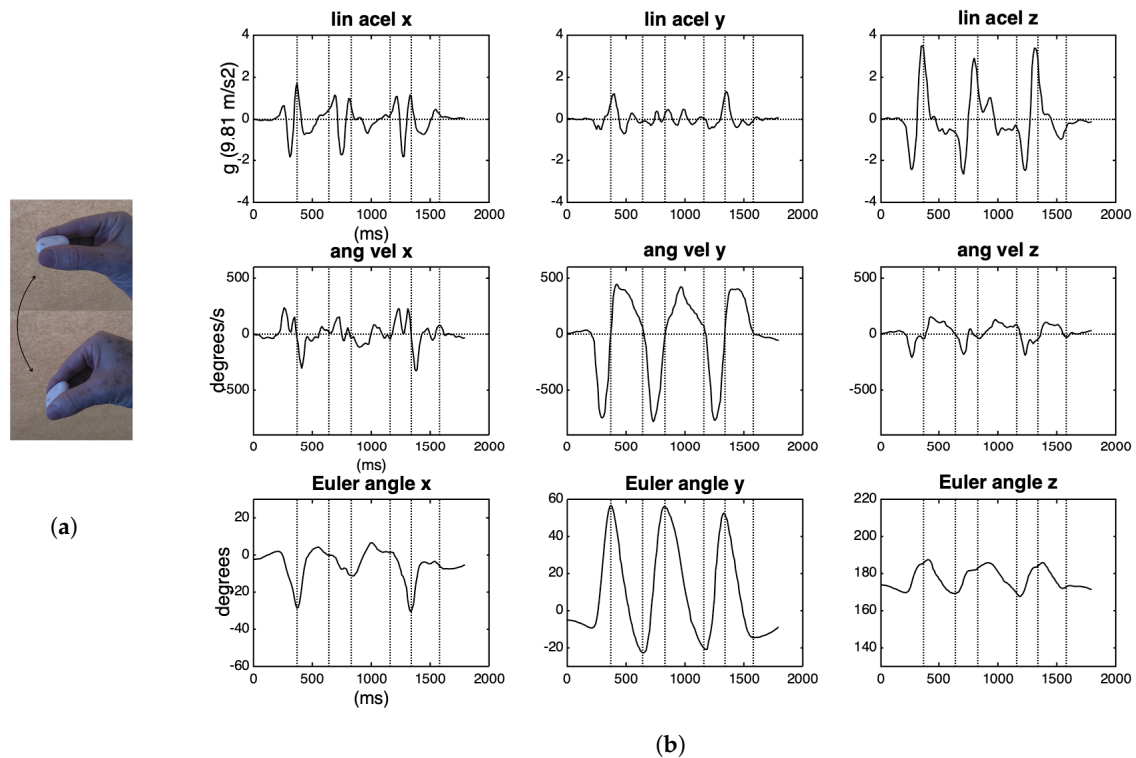 lin acel x
lin acel y
lin acel z
g (9.81 m/s2)
4
2
0
-2
-4
0 500 1000 1500 2000
(ms)
4
2
0
-2
-4
0 500 1000 1500 2000
4
2
0
-2
-4
0 500 1000 1500 2000
ang vel x
ang vel y
ang vel z
degrees/s
500
0
-500
0 500 1000 1500 2000
(ms)
500
0
-500
0 500 1000 1500 2000
500
0
-500
0 500 1000 1500 2000
Euler angle x
Euler angle y
Euler angle z
degrees
20
0
-20
-40
-60
0 500 1000 1500 2000
(ms)
60
40
20
0
-20
0 500 1000 1500 2000
220
200
180
160
140
0 500 1000 1500 2000
(a)
(b)